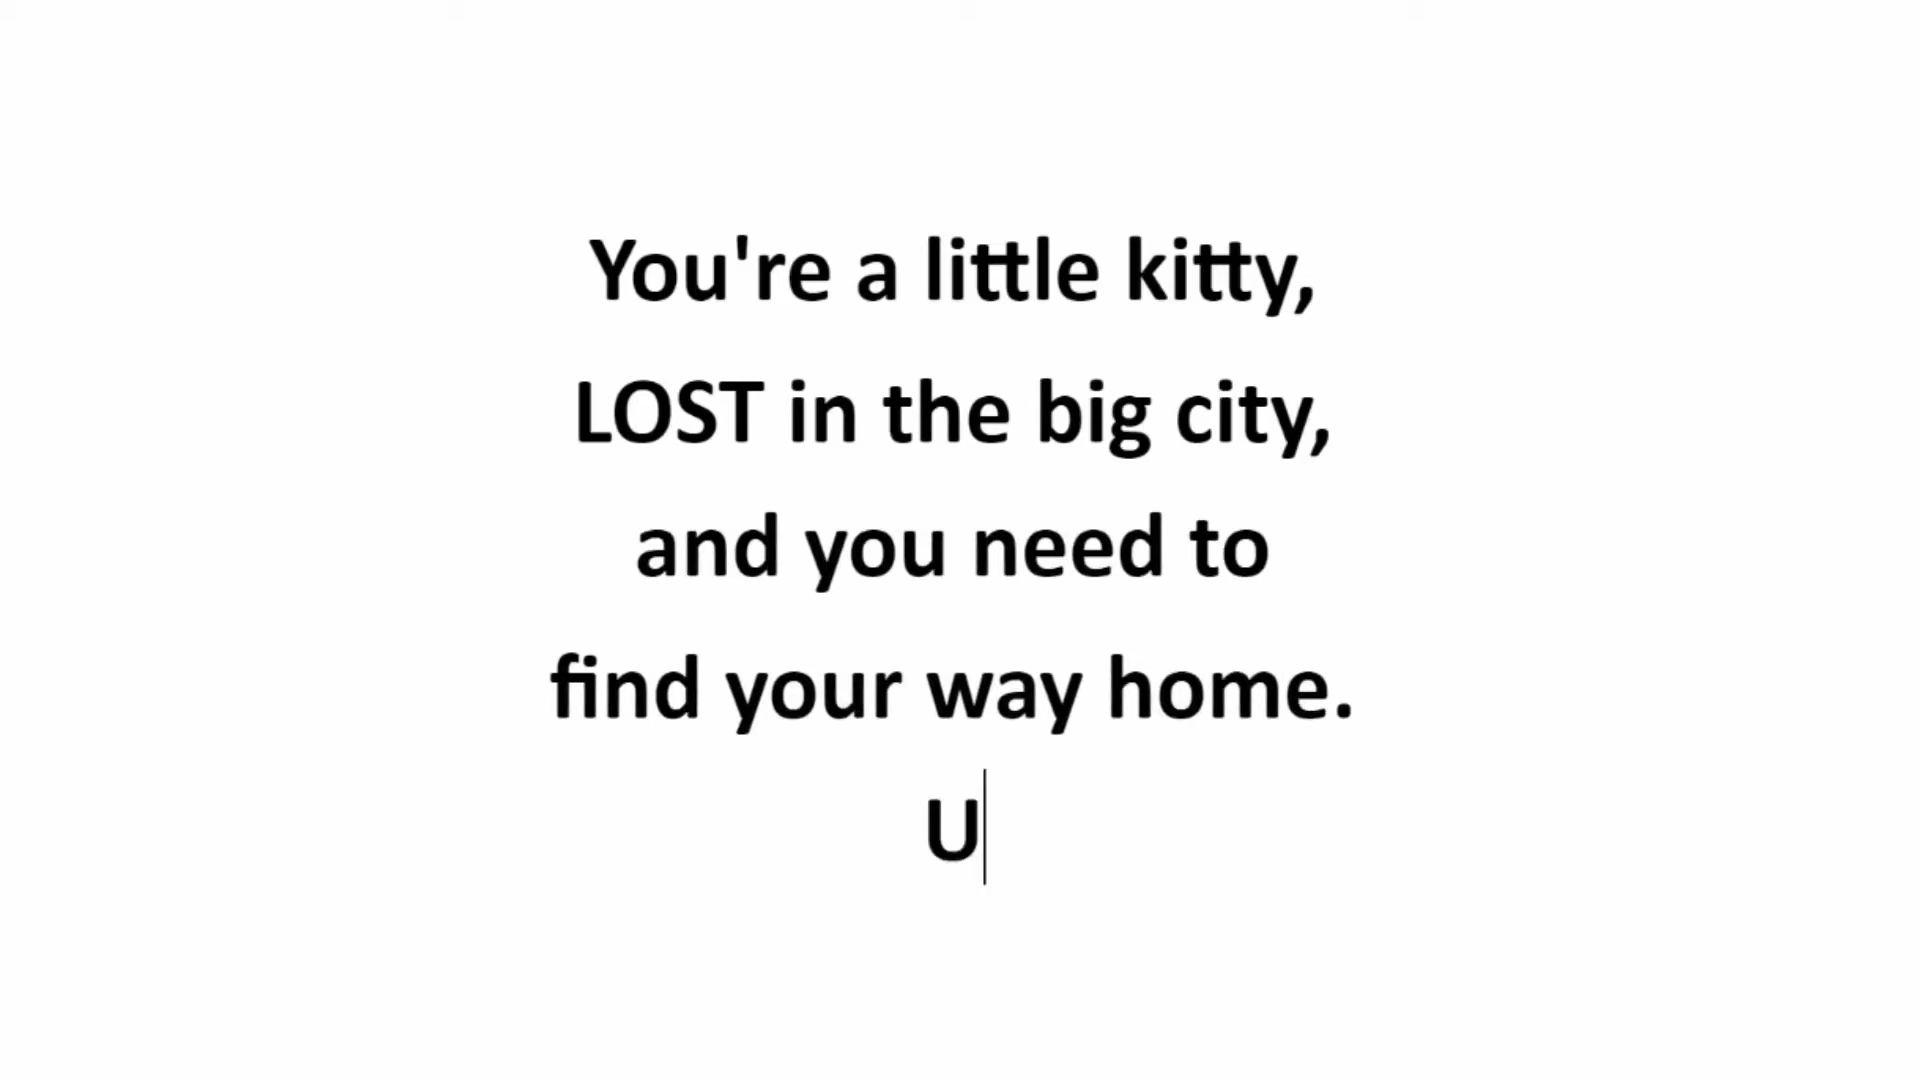 You're a little kitty,
LOST in the big city,
and you need to
find your way home.
U